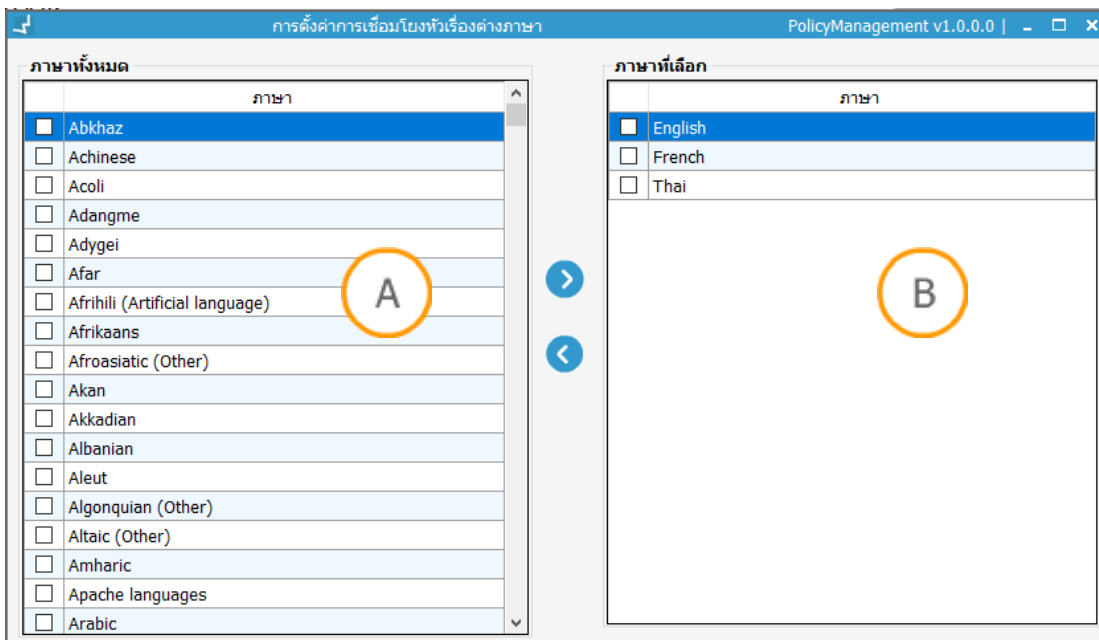 การตั้งค่าการเชื่อมโยงหัวเรื่องต่างภาษา PolicyManagement v1.0.0.0 |
ภาษาทั้งหมด
ภาษา
Abkhaz
Achinese
Acoli
Adangme
Adygei
Afar
Afrihili (Artificial language)
Afrikaans
Afroasiatic (Other)
Akan
Akkadian
Albanian
Aleut
Algonquian (Other)
Altaic (Other)
Amharic
Apache languages
Arabic
A
ภาษาที่เลือก
ภาษา
English
French
Thai
B